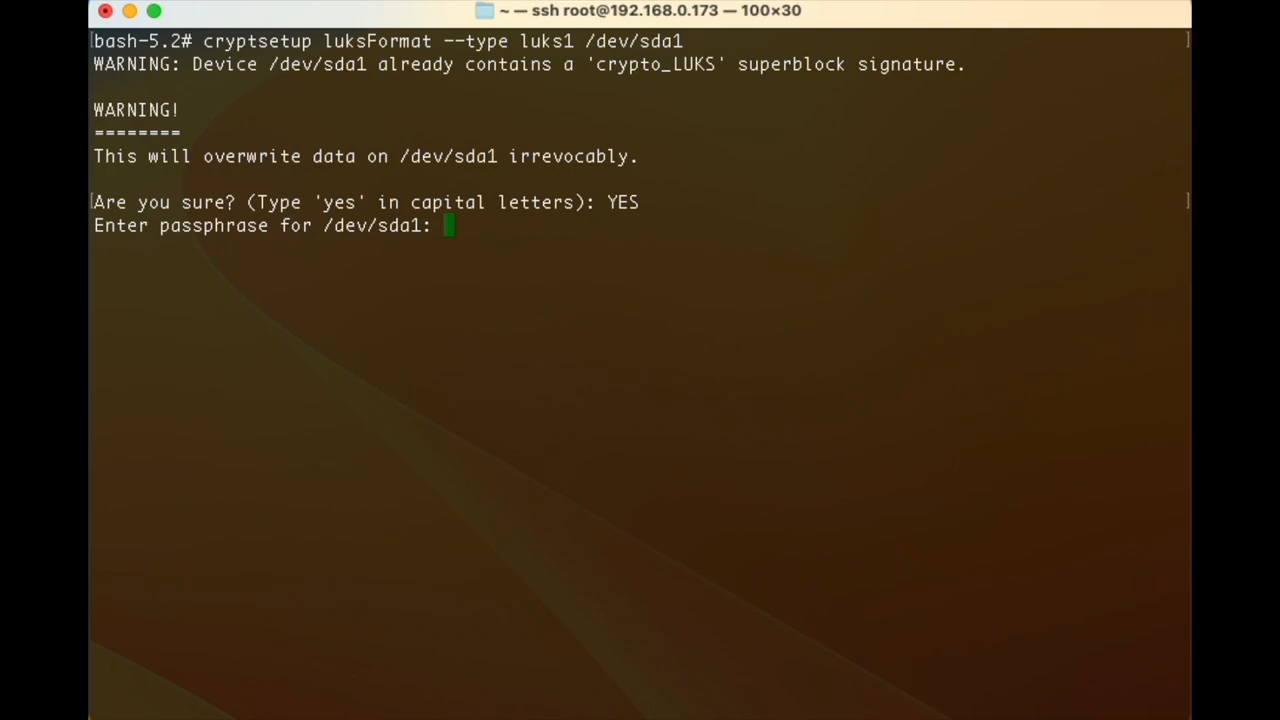 ~ — ssh root@192.168.0.173 — 100×30
[bash-5.2# cryptsetup luksFormat --type luks1 /dev/sda1 ]
WARNING: Device /dev/sda1 already contains a 'crypto_LUKS' superblock signature.
WARNING!
========
This will overwrite data on /dev/sda1 irrevocably.
[Are you sure? (Type 'yes' in capital letters): YES ]
Enter passphrase for /dev/sda1: